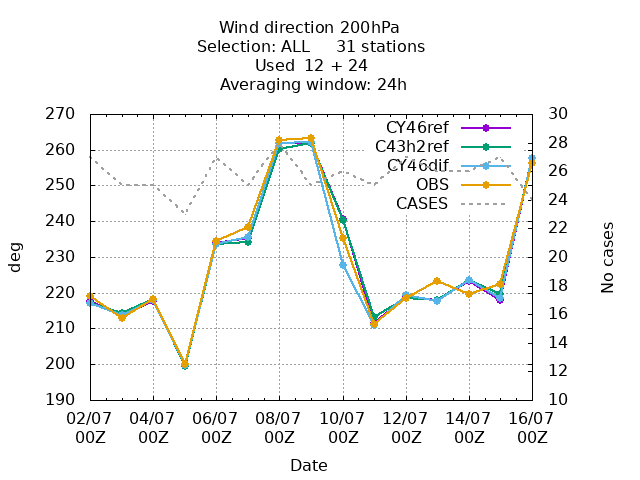 Wind direction 200hPa
Selection: ALL     31 stations
Used  12 + 24
Averaging window: 24h
270
260
250
240
230
220
210
200
190
30
28
26
24
22
20
18
16
14
12
10
CY46ref
C43h2ref
CY46dif
OBS
CASES
deg
No cases
02/07 04/07 06/07 08/07 10/07 12/07 14/07 16/07
00Z 00Z 00Z 00Z 00Z 00Z 00Z 00Z
Date